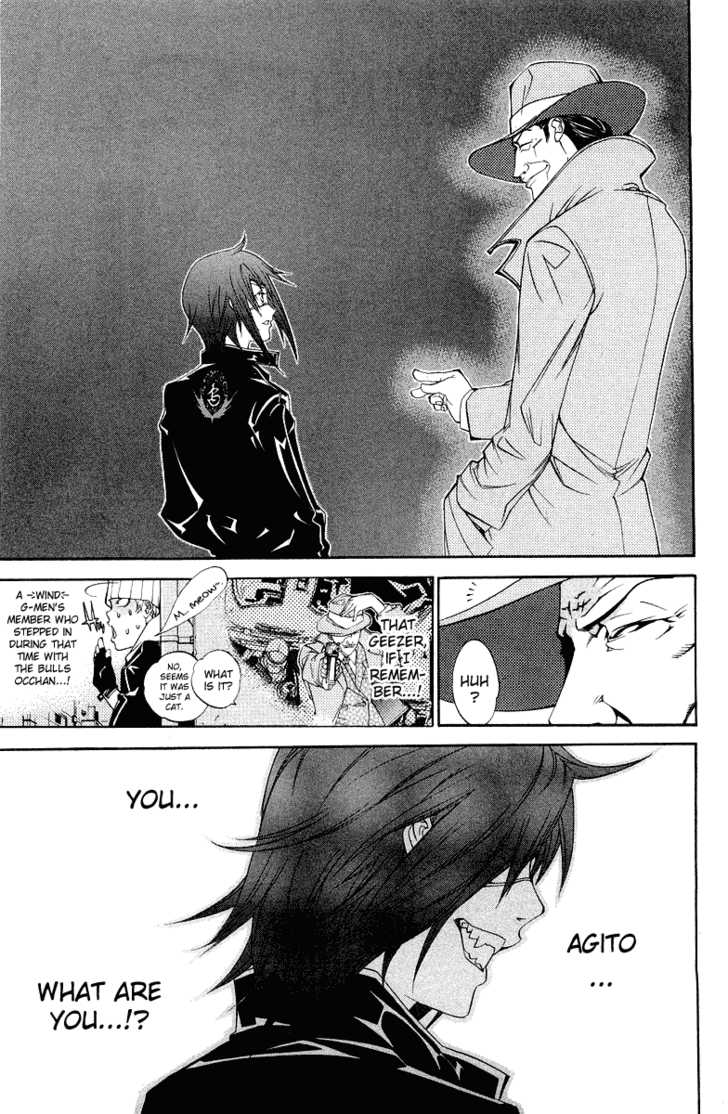 HUH
?
THAT
GEEZER,
IF I
REMEM-
BER...!
WHAT
IS IT?
NO,
SEEMS
IT WAS
JUST A
CAT.
M.. MEOW~
A -:WIND:-
G-MEN'S
MEMBER WHO
STEPPED IN
DURING THAT
TIME WITH
THE BULLS
OCCHAN...!
YOU...
AGITO
...
WHAT ARE
YOU...!?